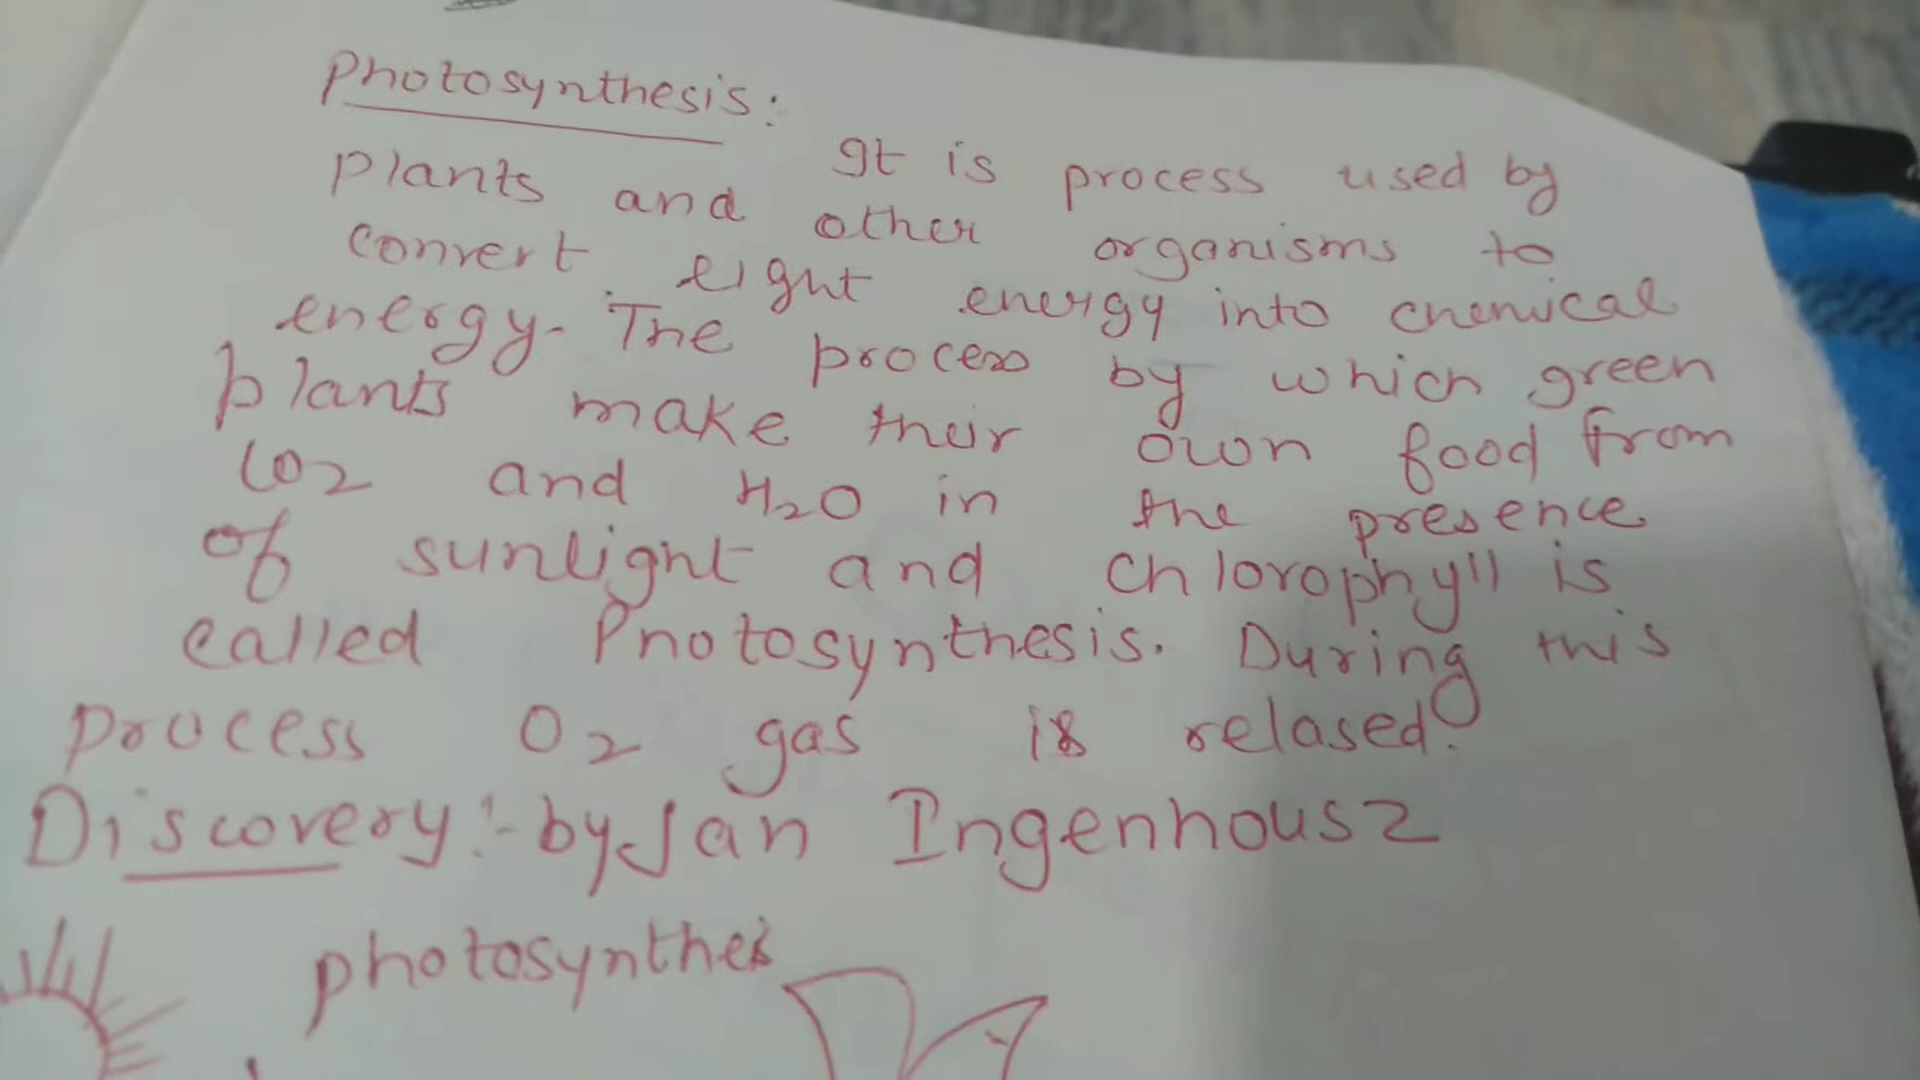 Photosynthesis:
It is process used by
plants and other organisms to
convert light energy into chemical
energy. The process by which green
plants make their own food from
CO2 and H2O in the presence
of sunlight and chlorophyll is
called Photosynthesis. During this
process O2 gas is relased.
Discovery:- by Jan Ingenhousz
photosynthesis